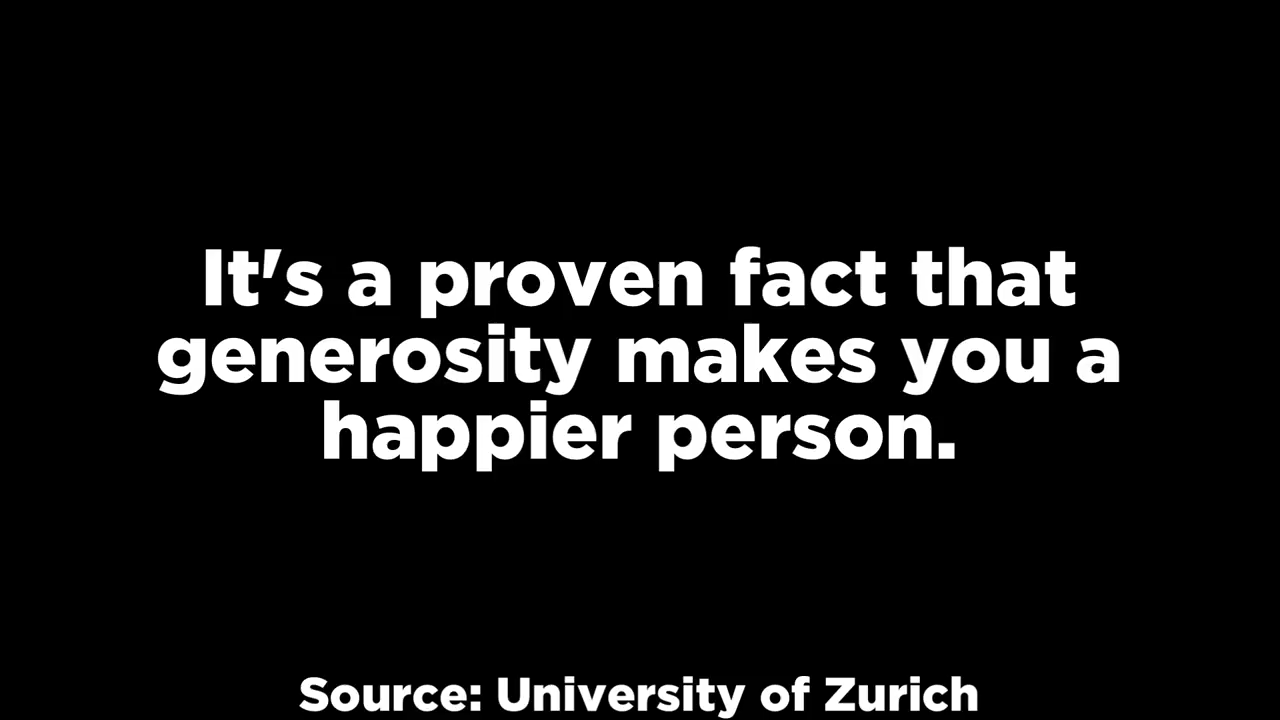 It's a proven fact that
generosity makes you a
happier person.
Source: University of Zurich